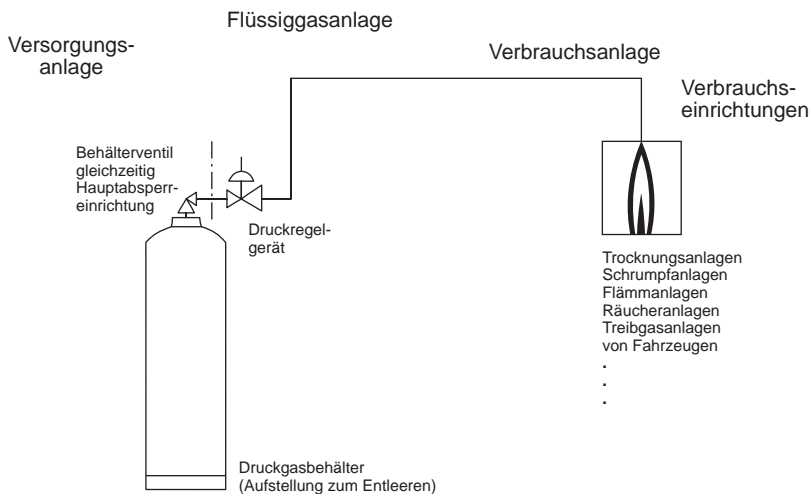 Flüssiggasanlage
Versorgungs-
anlage
Verbrauchsanlage
Verbrauchs-
einrichtungen
Behälterventil
gleichzeitig
Hauptabsperr-
einrichtung
Druckregel-
gerät
Trocknungsanlagen
Schrumpfanlagen
Flämmanlagen
Räucheranlagen
Treibgasanlagen
von Fahrzeugen
.
.
.
Druckgasbehälter
(Aufstellung zum Entleeren)